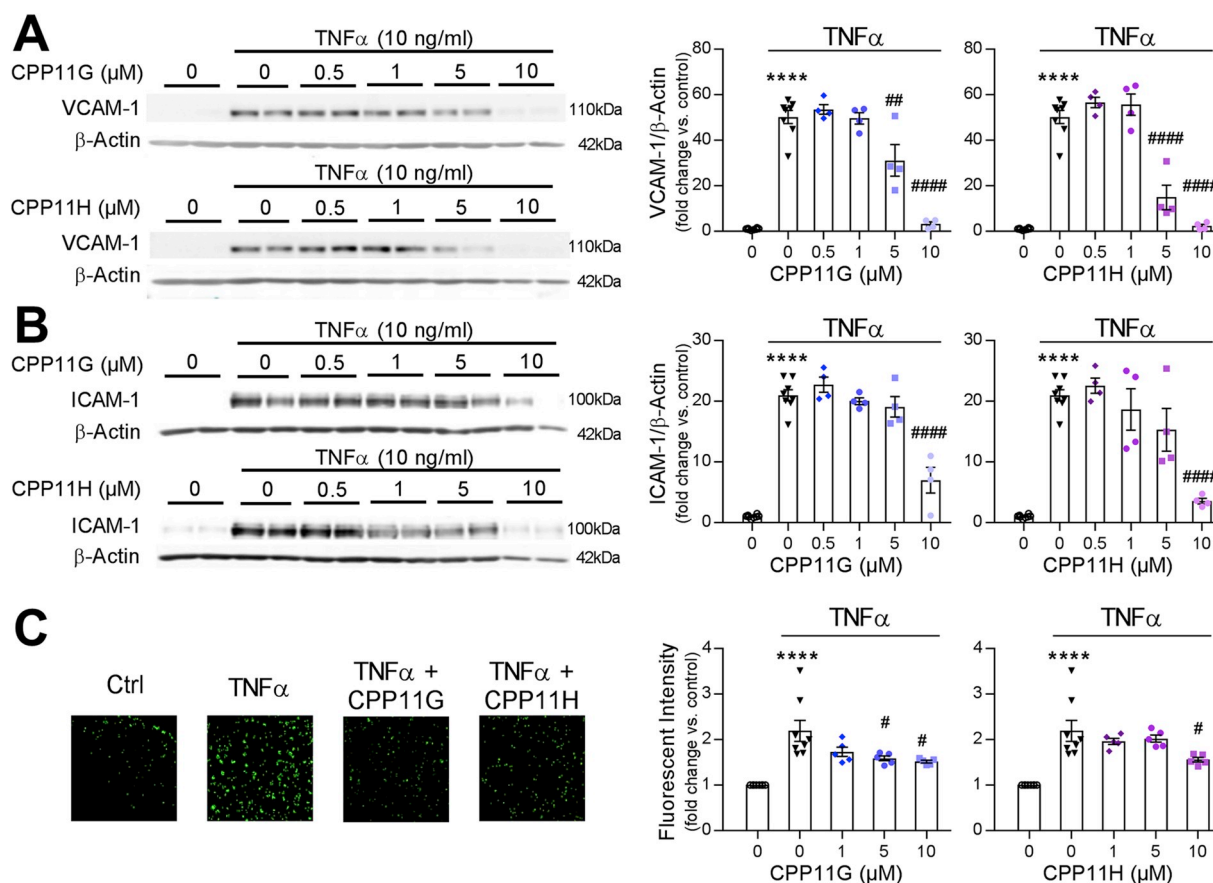 A
TNFα (10 ng/ml)
CPP11G (µM) 0 0 0.5 1 5 10
VCAM-1 110kDa
β-Actin 42kDa
TNFα (10 ng/ml)
CPP11H (µM) 0 0 0.5 1 5 10
VCAM-1 110kDa
β-Actin 42kDa
TNFα
VCAM-1/β-Actin
(fold change vs. control)
80
60
40
20
0
**** ## ####
0 0 0.5 1 5 10
CPP11G (µM)
TNFα
80
60
40
20
0
**** #### ####
0 0 0.5 1 5 10
CPP11H (µM)
B
TNFα (10 ng/ml)
CPP11G (µM) 0 0 0.5 1 5 10
ICAM-1 100kDa
β-Actin 42kDa
TNFα (10 ng/ml)
CPP11H (µM) 0 0 0.5 1 5 10
ICAM-1 100kDa
β-Actin 42kDa
TNFα
ICAM-1/β-Actin
(fold change vs. control)
30
20
10
0
**** ####
0 0 0.5 1 5 10
CPP11G (µM)
TNFα
30
20
10
0
**** ####
0 0 0.5 1 5 10
CPP11H (µM)
C
Ctrl
TNFα
TNFα +
CPP11G
TNFα +
CPP11H
TNFα
Fluorescent Intensity
(fold change vs. control)
4
3
2
1
0
**** # #
0 0 1 5 10
CPP11G (µM)
TNFα
4
3
2
1
0
**** #
0 0 1 5 10
CPP11H (µM)